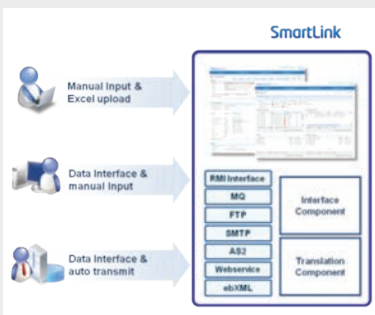 SmartLink
Manual Input &
Excel upload
Data Interface &
manual Input
Data Interface &
auto transmit
RMI Interface
MQ
FTP
SMTP
AS2
Webservice
ebXML
Interface
Component
Translation
Component